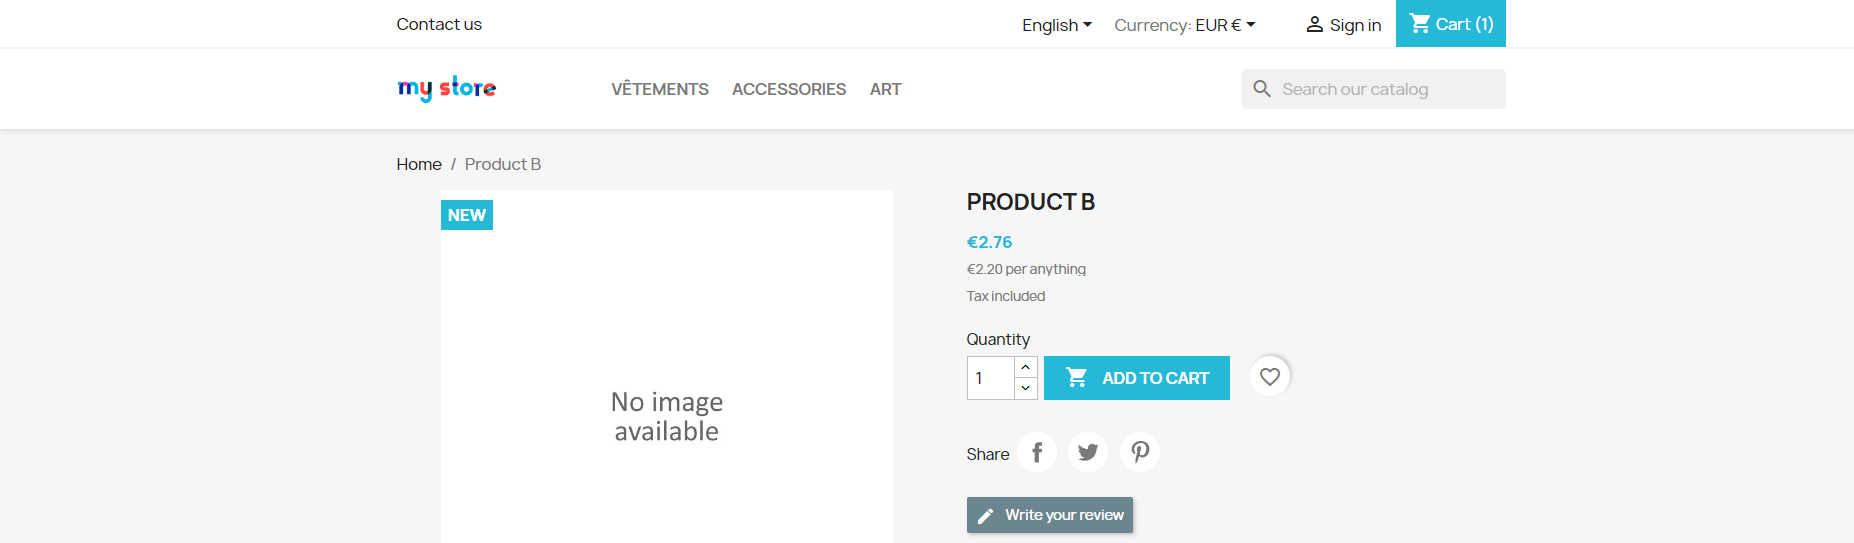 Contact us
English
Currency: EUR €
Sign in
Cart (1)
my store
VÊTEMENTS
ACCESSORIES
ART
Search our catalog
Home / Product B
NEW
No image
available
PRODUCT B
€2.76
€2.20 per anything
Tax included
Quantity
1
ADD TO CART
Share
Write your review